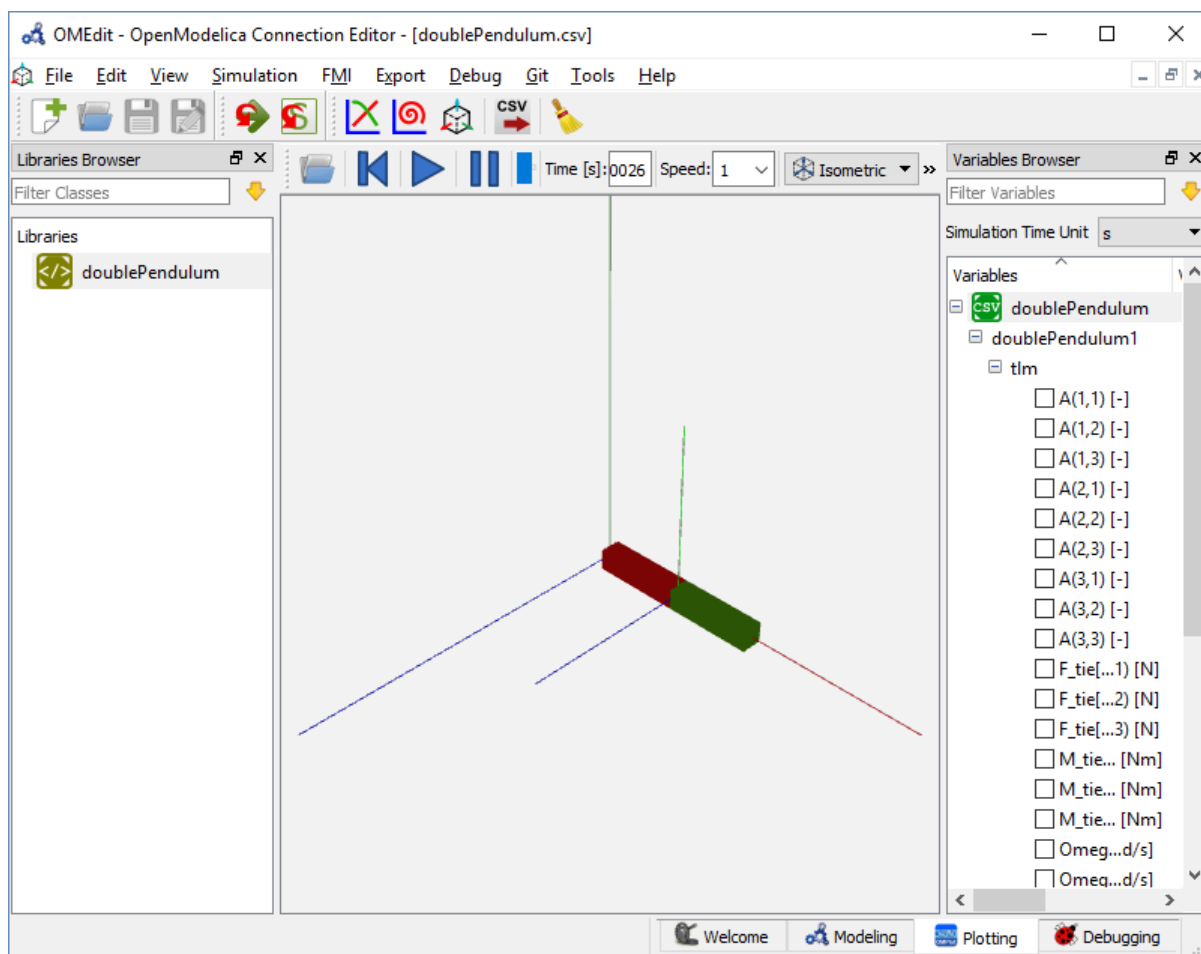 OMEdit - OpenModelica Connection Editor - [doublePendulum.csv]
File Edit View Simulation FMI Export Debug Git Tools Help
CSV
Libraries Browser
Filter Classes
Libraries
doublePendulum
Time [s]: 0026 Speed: 1 Isometric »
Variables Browser
Filter Variables
Simulation Time Unit s
Variables
CSV doublePendulum
doublePendulum1
tlm
A(1,1) [-]
A(1,2) [-]
A(1,3) [-]
A(2,1) [-]
A(2,2) [-]
A(2,3) [-]
A(3,1) [-]
A(3,2) [-]
A(3,3) [-]
F_tie[...1) [N]
F_tie[...2) [N]
F_tie[...3) [N]
M_tie... [Nm]
M_tie... [Nm]
M_tie... [Nm]
Omeg...d/s]
Omeg...d/s]
Welcome Modeling Plotting Debugging